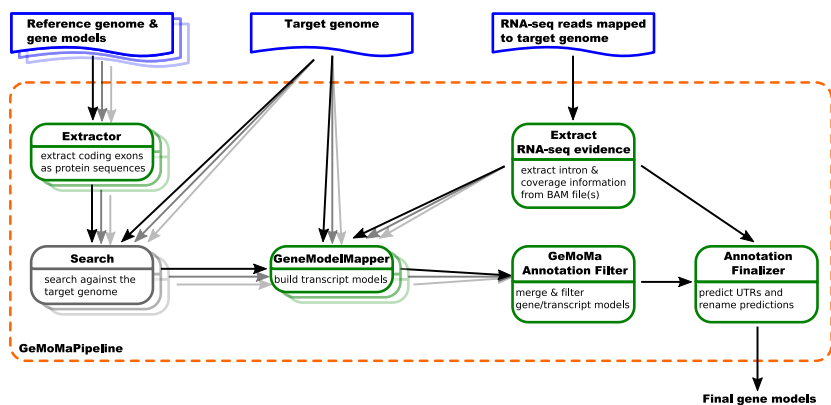 Reference genome &
gene models
Target genome
RNA-seq reads mapped
to target genome
Extractor
extract coding exons
as protein sequences
Extract
RNA-seq evidence
extract intron &
coverage information
from BAM file(s)
Search
search against the
target genome
GeneModelMapper
build transcript models
GeMoMa
Annotation Filter
merge & filter
gene/transcript models
Annotation
Finalizer
predict UTRs and
rename predictions
GeMoMaPipeline
Final gene models